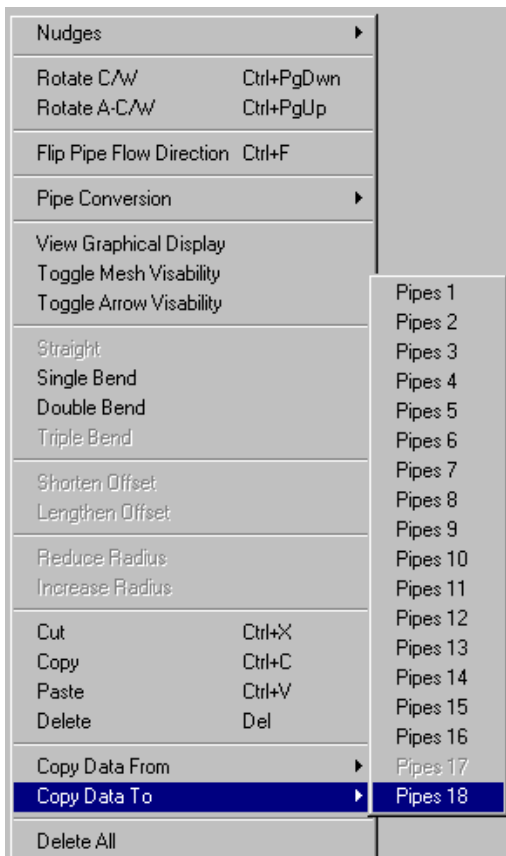 Nudges
Rotate C/W Ctrl+PgDwn
Rotate A-C/W Ctrl+PgUp
Flip Pipe Flow Direction Ctrl+F
Pipe Conversion
View Graphical Display
Toggle Mesh Visability
Toggle Arrow Visability
Straight
Single Bend
Double Bend
Triple Bend
Shorten Offset
Lengthen Offset
Reduce Radius
Increase Radius
Cut Ctrl+X
Copy Ctrl+C
Paste Ctrl+V
Delete Del
Copy Data From
Copy Data To
Delete All
Pipes 1
Pipes 2
Pipes 3
Pipes 4
Pipes 5
Pipes 6
Pipes 7
Pipes 8
Pipes 9
Pipes 10
Pipes 11
Pipes 12
Pipes 13
Pipes 14
Pipes 15
Pipes 16
Pipes 17
Pipes 18